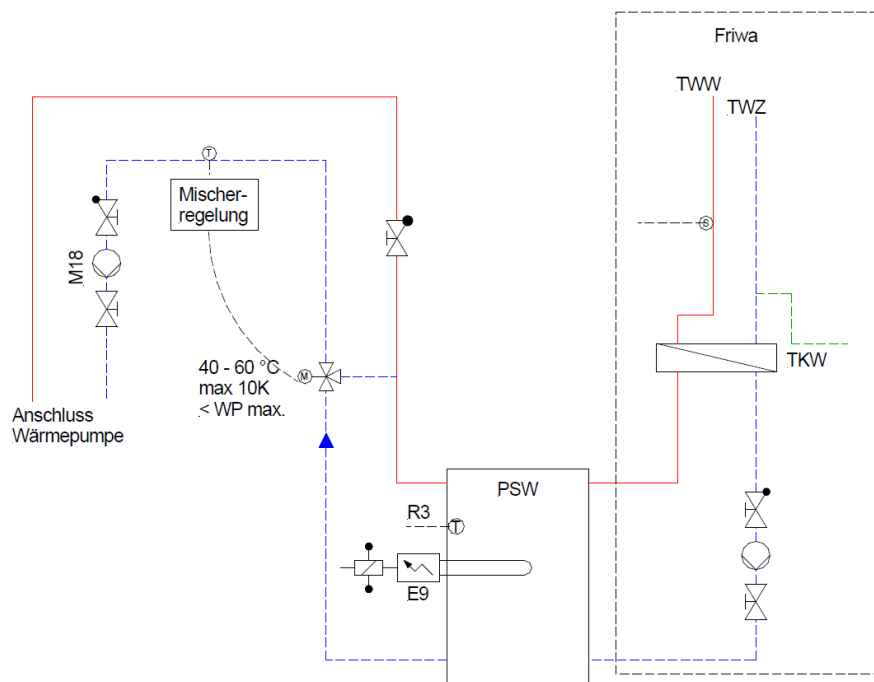 Friwa
TWW
TWZ
T
Mischer-
regelung
M18
S
40 - 60 °C
max 10K
< WP max.
M
TKW
Anschluss
Wärmepumpe
PSW
R3
T
E9